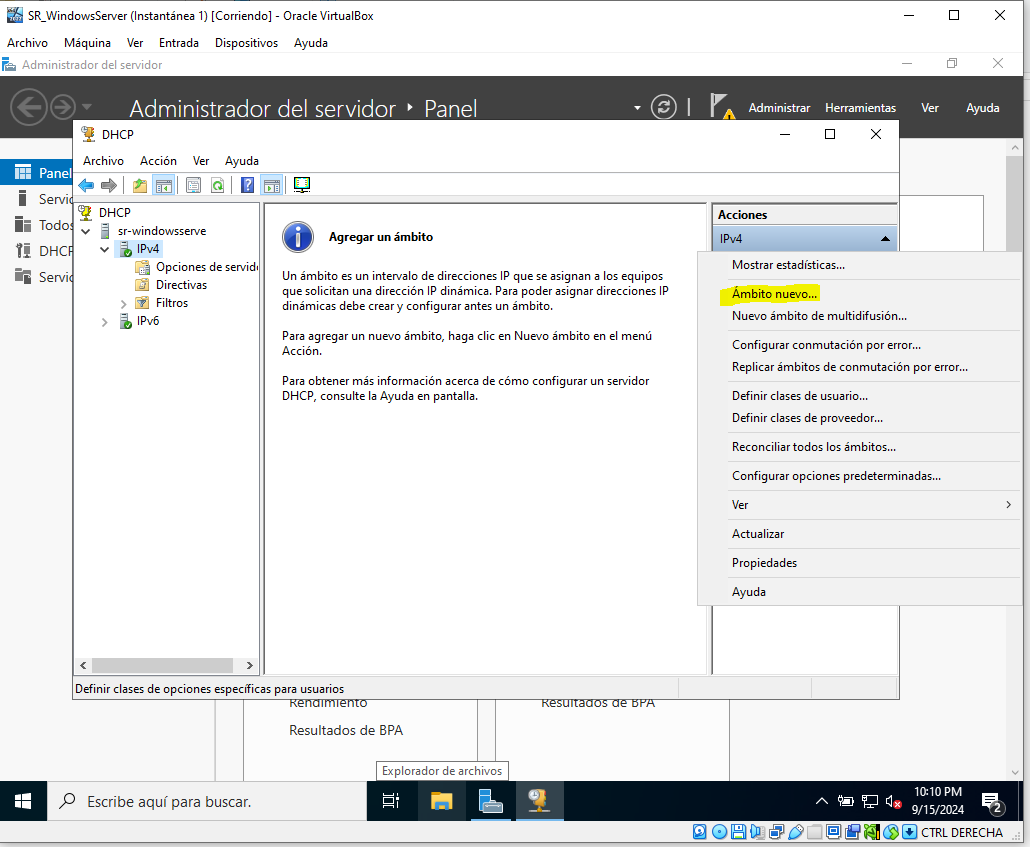 SR_WindowsServer (Instantánea 1) [Corriendo] - Oracle VirtualBox
Archivo Máquina Ver Entrada Dispositivos Ayuda
Administrador del servidor
Administrador del servidor ‣ Panel
Administrar Herramientas Ver Ayuda
Panel
Servi
Todos
DHCP
Servic
DHCP
Archivo Acción Ver Ayuda
DHCP
sr-windowsserve
IPv4
Opciones de servido
Directivas
Filtros
IPv6
Agregar un ámbito
Un ámbito es un intervalo de direcciones IP que se asignan a los equipos
que solicitan una dirección IP dinámica. Para poder asignar direcciones IP
dinámicas debe crear y configurar antes un ámbito.
Para agregar un nuevo ámbito, haga clic en Nuevo ámbito en el menú
Acción.
Para obtener más información acerca de cómo configurar un servidor
DHCP, consulte la Ayuda en pantalla.
Acciones
IPv4
Mostrar estadísticas...
Ámbito nuevo...
Nuevo ámbito de multidifusión...
Configurar conmutación por error...
Replicar ámbitos de conmutación por error...
Definir clases de usuario...
Definir clases de proveedor...
Reconciliar todos los ámbitos...
Configurar opciones predeterminadas...
Ver
Actualizar
Propiedades
Ayuda
Definir clases de opciones específicas para usuarios
Rendimiento
Resultados de BPA
Resultados de BPA
Explorador de archivos
Escribe aquí para buscar.
10:10 PM
9/15/2024
2
CTRL DERECHA